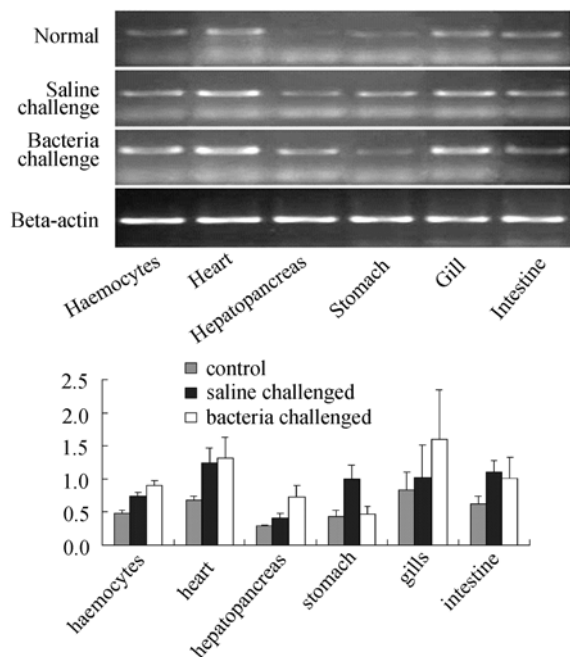 Normal
Saline
challenge
Bacteria
challenge
Beta-actin
Haemocytes
Heart
Hepatopancreas
Stomach
Gill
Intestine
control
saline challenged
bacteria challenged
2.5
2.0
1.5
1.0
0.5
0.0
haemocytes
heart
hepatopancreas
stomach
gills
intestine